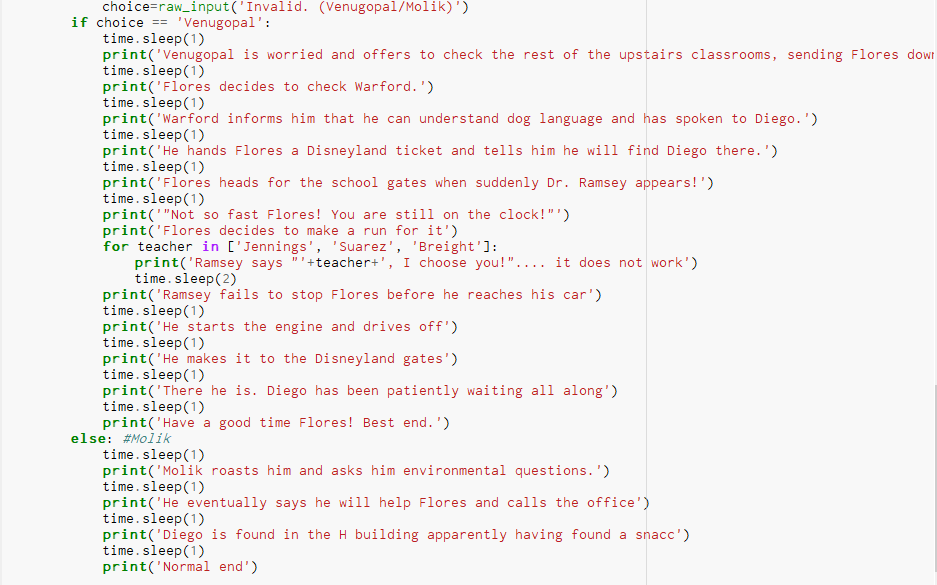 choice=raw_input('Invalid. (Venugopal/Molik)')
if choice == 'Venugopal':
time.sleep(1)
print('Venugopal is worried and offers to check the rest of the upstairs classrooms, sending Flores
time.sleep(1)
print('Flores decides to check Warford.')
time.sleep(1)
print('Warford informs him that he can understand dog language and has spoken to Diego.')
time.sleep(1)
print('He hands Flores a Disneyland ticket and tells him he will find Diego there.')
time.sleep(1)
print('Flores heads for the school gates when suddenly Dr. Ramsey appears!')
time.sleep(1)
print('"Not so fast Flores! You are still on the clock!"')
print('Flores decides to make a run for it')
for teacher in ['Jennings', 'Suarez', 'Breight']:
print('Ramsey says "'+teacher+', I choose you!".... it does not work')
time.sleep(2)
print('Ramsey fails to stop Flores before he reaches his car')
time.sleep(1)
print('He starts the engine and drives off')
time.sleep(1)
print('He makes it to the Disneyland gates')
time.sleep(1)
print('There he is. Diego has been patiently waiting all along')
time.sleep(1)
print('Have a good time Flores! Best end.')
else: #Molik
time.sleep(1)
print('Molik roasts him and asks him environmental questions.')
time.sleep(1)
print('He eventually says he will help Flores and calls the office')
time.sleep(1)
print('Diego is found in the H building apparently having found a snacc')
time.sleep(1)
print('Normal end')